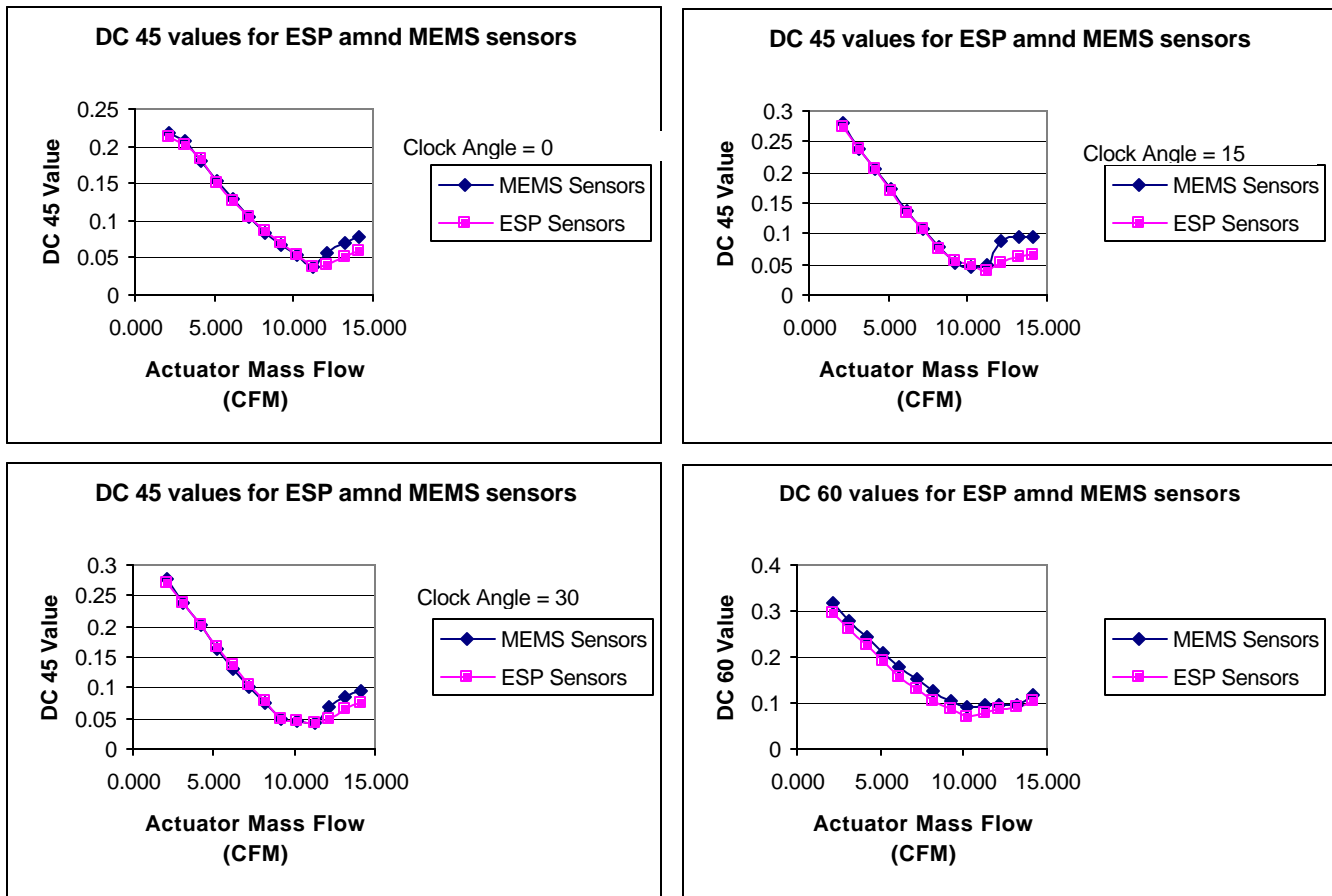 DC 45 values for ESP amnd MEMS sensors
0.25
0.2
0.15
0.1
0.05
0
DC 45 Value
0.000 5.000 10.000 15.000
Actuator Mass Flow
(CFM)
Clock Angle = 0
MEMS Sensors
ESP Sensors
DC 45 values for ESP amnd MEMS sensors
0.3
0.25
0.2
0.15
0.1
0.05
0
DC 45 Value
0.000 5.000 10.000 15.000
Actuator Mass Flow
(CFM)
Clock Angle = 15
MEMS Sensors
ESP Sensors
DC 45 values for ESP amnd MEMS sensors
0.3
0.25
0.2
0.15
0.1
0.05
0
DC 45 Value
0.000 5.000 10.000 15.000
Actuator Mass Flow
(CFM)
Clock Angle = 30
MEMS Sensors
ESP Sensors
DC 60 values for ESP amnd MEMS sensors
0.4
0.3
0.2
0.1
0
DC 60 Value
0.000 5.000 10.000 15.000
Actuator Mass Flow
(CFM)
MEMS Sensors
ESP Sensors